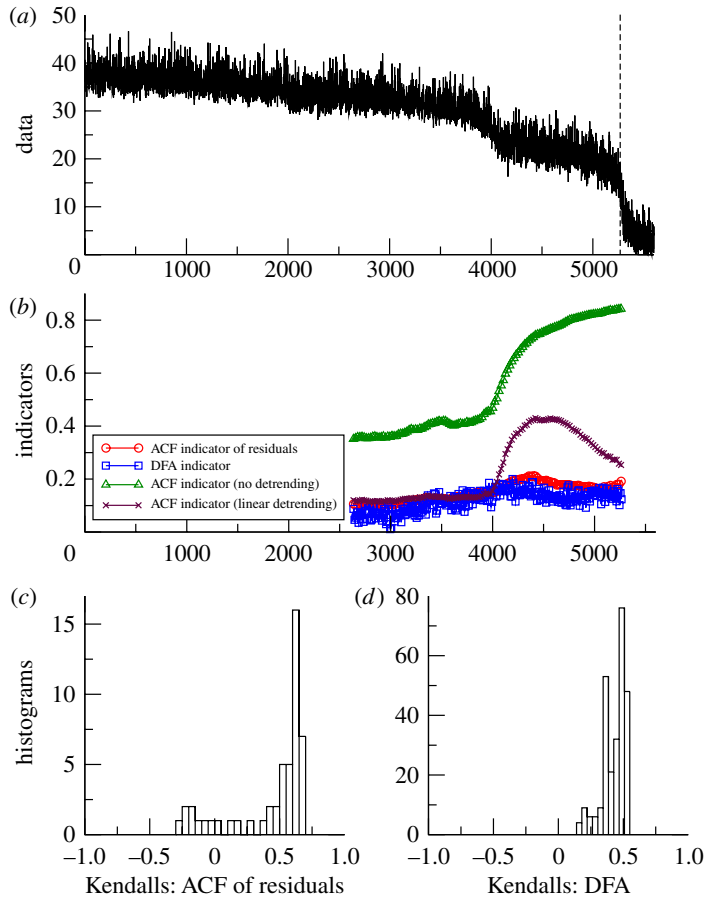 (a)
50
40
30
20
10
data
0 1000 2000 3000 4000 5000
(b)
0.8
0.6
0.4
0.2
indicators
ACF indicator of residuals
DFA indicator
ACF indicator (no detrending)
ACF indicator (linear detrending)
0 1000 2000 3000 4000 5000
(c)
15
10
5
0
histograms
−1.0 −0.5 0 0.5 1.0
Kendalls: ACF of residuals
(d)
80
60
40
20
0
−1.0 −0.5 0 0.5 1.0
Kendalls: DFA